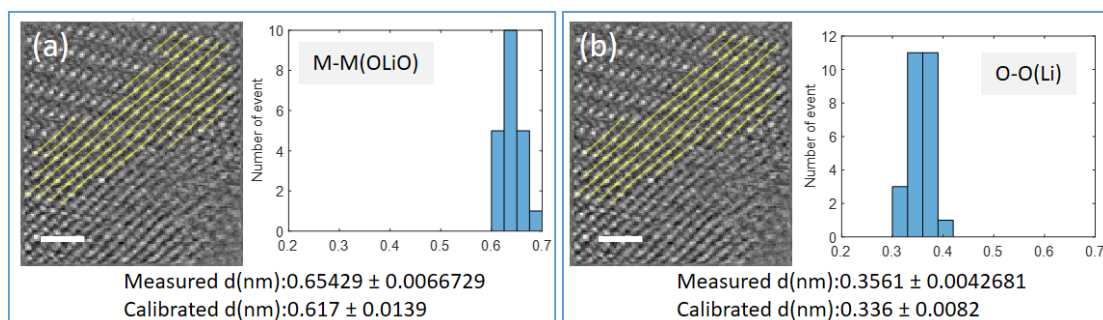 (a)
M-M(OLiO)
Number of event
10
8
6
4
2
0
0.2 0.3 0.4 0.5 0.6 0.7
Measured d(nm):0.65429 ± 0.0066729
Calibrated d(nm):0.617 ± 0.0139
(b)
O-O(Li)
Number of event
12
10
8
6
4
2
0
0.2 0.3 0.4 0.5 0.6 0.7
Measured d(nm):0.3561 ± 0.0042681
Calibrated d(nm):0.336 ± 0.0082